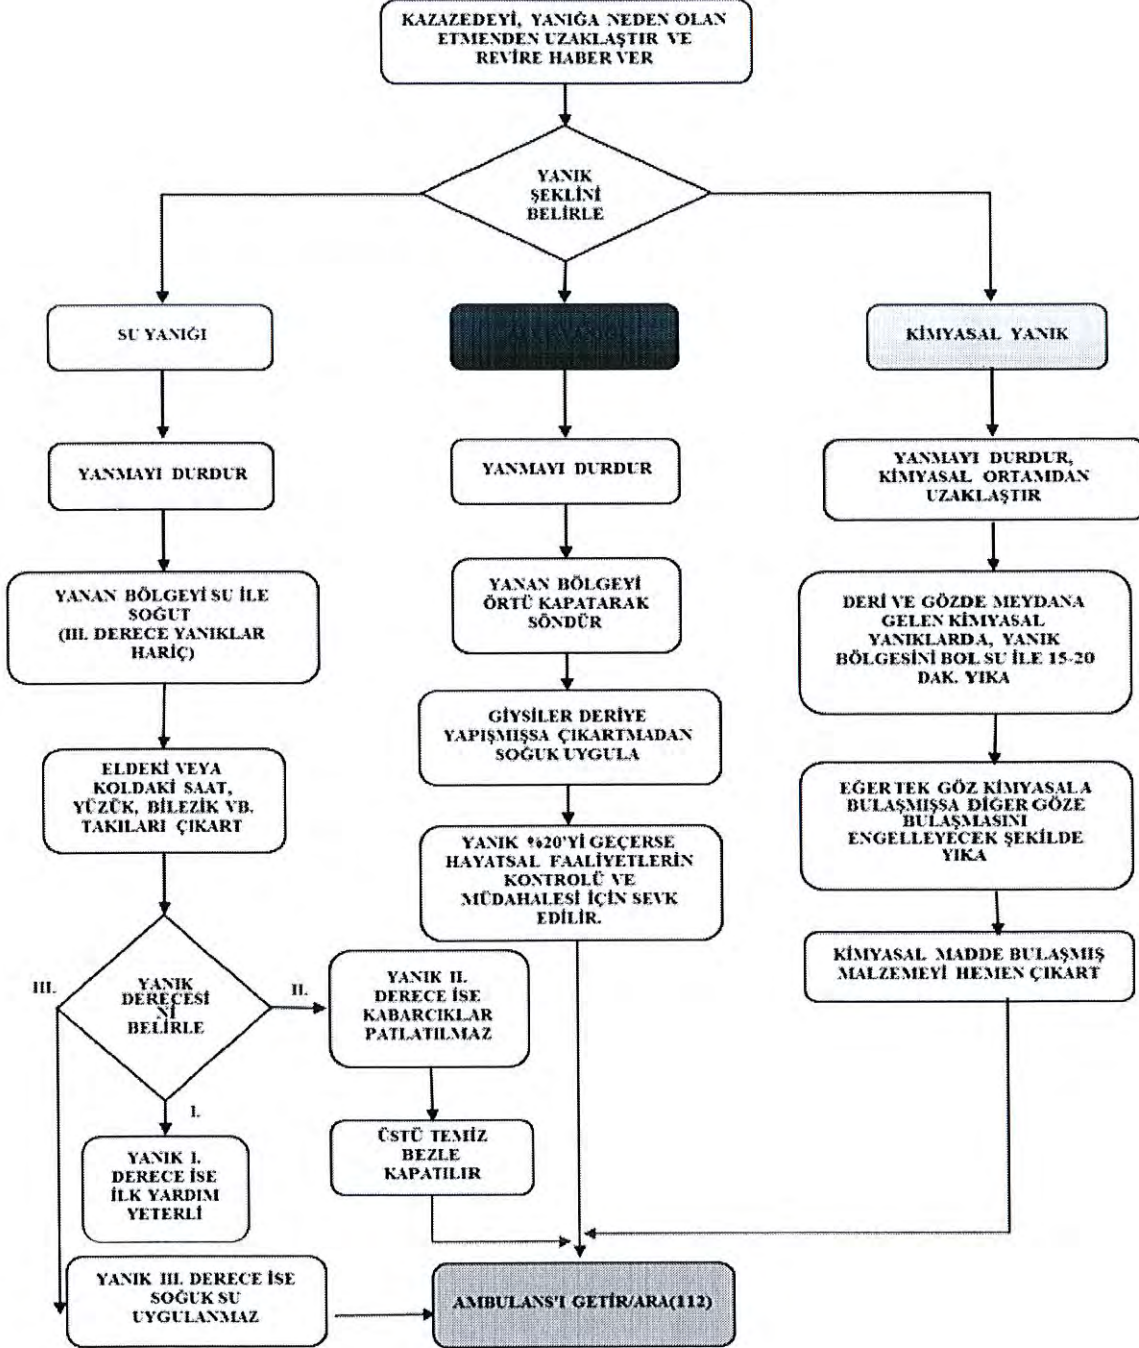 KAZAZEDEYİ, YANIĞA NEDEN OLAN
ETMENDEN UZAKLAŞTIR VE
REVİRE HABER VER
YANIK
ŞEKLİNİ
BELİRLE
SU YANIĞI
KİMYASAL YANIK
YANMAYI DURDUR
YANMAYI DURDUR
YANMAYI DURDUR,
KİMYASAL ORTAMDAN
UZAKLAŞTIR
YANAN BÖLGEYİ SU İLE
SOĞUT
(III. DERECE YANIKLAR
HARİÇ)
YANAN BÖLGEYİ
ÖRTÜ KAPATARAK
SÖNDÜR
DERİ VE GÖZDE MEYDANA
GELEN KİMYASAL
YANIKLARDA, YANIK
BÖLGESİNİ BOL SU İLE 15-20
DAK. YIKA
GİYSİLER DERİYE
YAPIŞMIŞSA ÇIKARTMADAN
SOĞUK UYGULA
ELDEKİ VEYA
KOLDAKİ SAAT,
YÜZÜK, BİLEZİK VB.
TAKILARI ÇIKART
EĞER TEK GÖZ KİMYASALA
BULAŞMIŞSA DİĞER GÖZE
BULAŞMASINI
ENGELLEYECEK ŞEKİLDE
YIKA
YANIK %20'Yİ GEÇERSE
HAYATSAL FAALİYETLERİN
KONTROLÜ VE
MÜDAHALESİ İÇİN SEVK
EDİLİR.
KİMYASAL MADDE BULAŞMIŞ
MALZEMEYİ HEMEN ÇIKART
III.
YANIK
DERECESİ
Nİ
BELİRLE
II.
YANIK II.
DERECE İSE
KABARCIKLAR
PATLATILMAZ
I.
YANIK I.
DERECE İSE
İLK YARDIM
YETERLİ
ÜSTÜ TEMİZ
BEZLE
KAPATILIR
YANIK III. DERECE İSE
SOĞUK SU
UYGULANMAZ
AMBULANS'I GETİR/ARA(112)